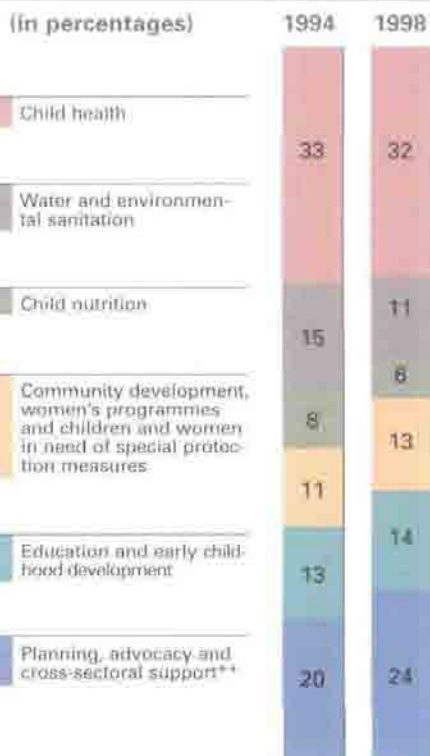 (in percentages) 1994 1998
Child health
33 32
Water and environmen-
tal sanitation
15 11
Child nutrition
8 6
Community development,
women's programmes
and children and women
in need of special protec-
tion measures
11 13
Education and early child-
hood development
13 14
Planning, advocacy and
cross-sectoral support**
20 24